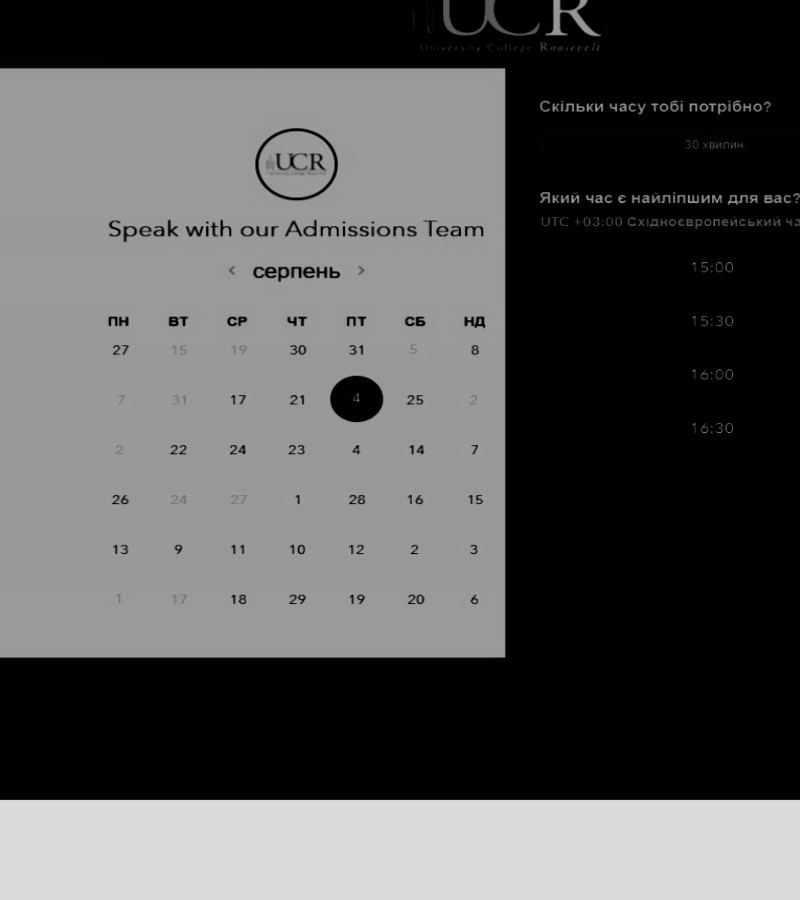 UCR
University College Roosevelt
UCR
University College Roosevelt
Speak with our Admissions Team
< серпень >
ПН ВТ СР ЧТ ПТ СБ НД
27 15 19 30 31 5 8
7 31 17 21 4 25 2
2 22 24 23 4 14 7
26 24 27 1 28 16 15
13 9 11 10 12 2 3
1 17 18 29 19 20 6
Скільки часу тобі потрібно?
30 хвилин
Який час є найліпшим для вас?
UTC +03:00 Східноєвропейський ча
15:00
15:30
16:00
16:30